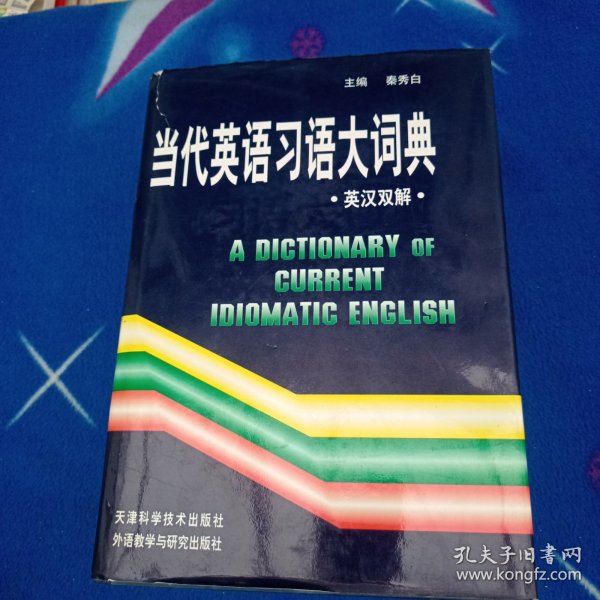 主编 秦秀白
当代英语习语大词典
·英汉双解·
A DICTIONARY OF
CURRENT
IDIOMATIC ENGLISH
天津科学技术出版社
外语教学与研究出版社
孔夫子旧书网
www.kongfz.com